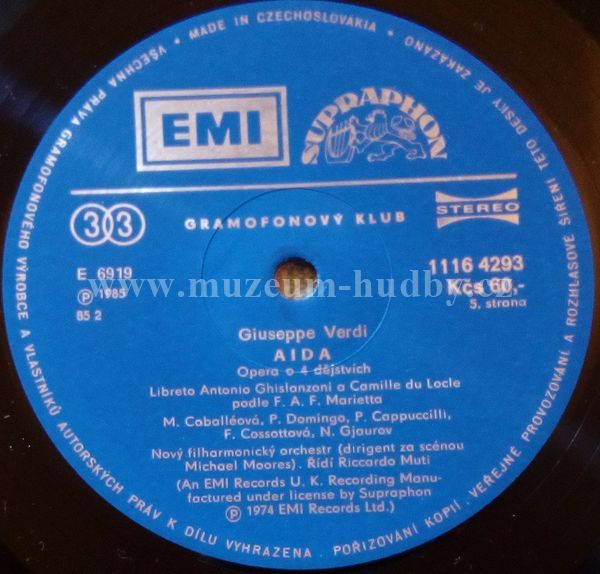 VŠECHNA PRÁVA GRAMOFONOVÉHO VÝROBCE A VLASTNÍKŮ AUTORSKÝCH PRÁV K DÍLU VYHRAZENA . POŘIZOVÁNÍ KOPIÍ . VEŘEJNÉ PROVOZOVÁNÍ A ROZHLASOVÉ ŠÍŘENÍ TÉTO DESKY JE ZAKÁZÁNO • MADE IN CZECHOSLOVAKIA •
EMI SUPRAPHON
33 GRAMOFONOVÝ KLUB STEREO
E 6919 1116 4293
Ⓟ 1985 Kčs 60,-
85 2 5. strana
www.muzeum-hudby.cz
Giuseppe Verdi
AIDA
Opera o 4 dějstvích
Libreto Antonio Ghislanzoni a Camille du Locle
podle F. A. F. Marietta
M. Caballéová, P. Domingo, P. Cappuccilli,
F. Cossottová, N. Gjaurov
Nový filharmonický orchestr (dirigent za scénou
Michael Moores). Řídí Riccardo Muti
(An EMI Records U. K. Recording Manu-
factured under license by Supraphon
Ⓟ 1974 EMI Records Ltd.)